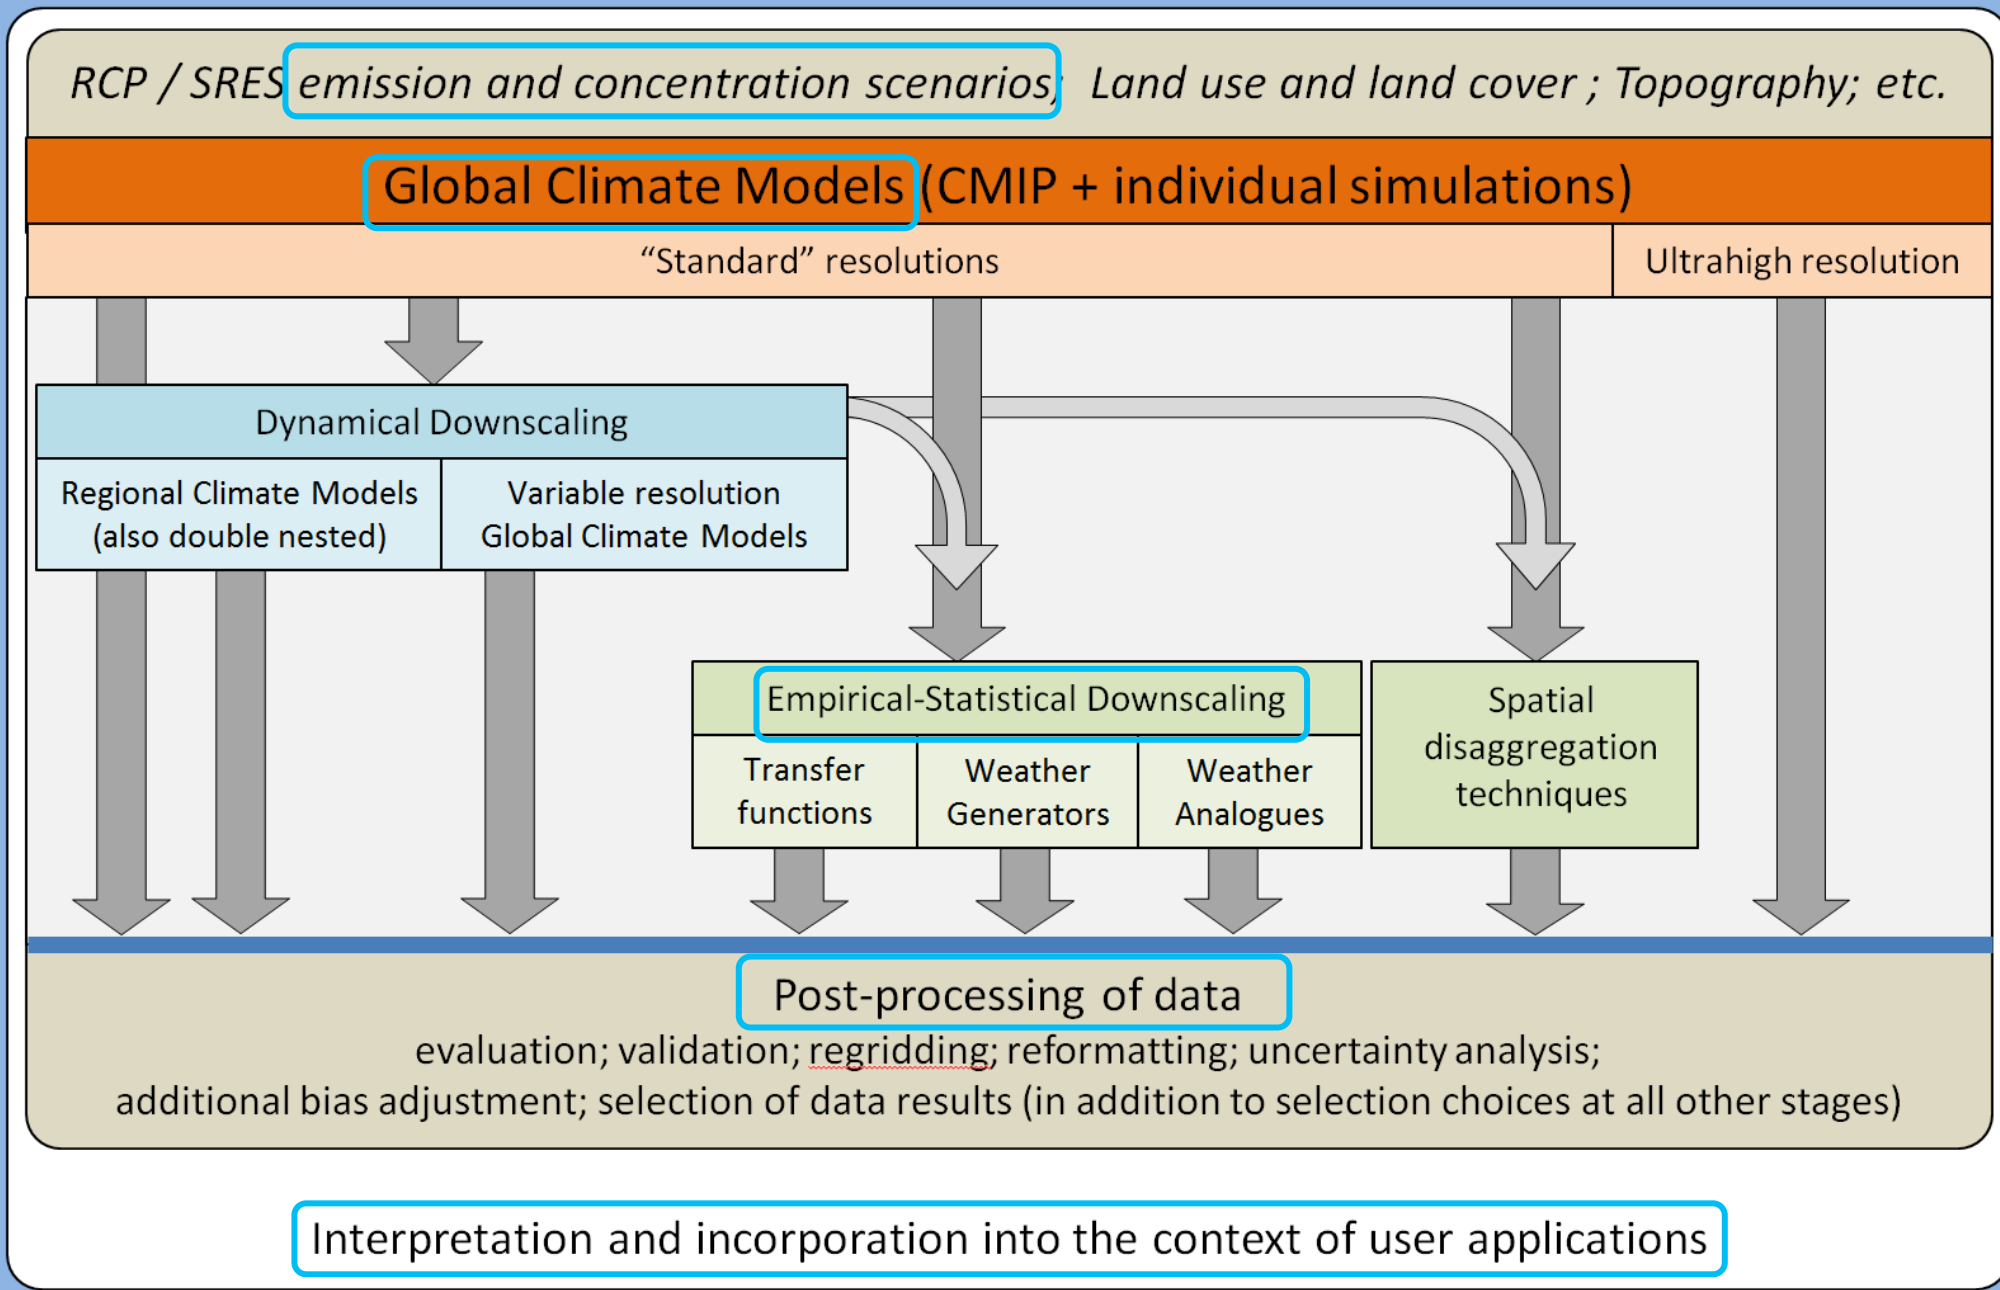 RCP / SRES emission and concentration scenarios; Land use and land cover ; Topography; etc.
Global Climate Models (CMIP + individual simulations)
“Standard” resolutions
Ultrahigh resolution
Dynamical Downscaling
Regional Climate Models
(also double nested)
Variable resolution
Global Climate Models
Empirical-Statistical Downscaling
Transfer
functions
Weather
Generators
Weather
Analogues
Spatial
disaggregation
techniques
Post-processing of data
evaluation; validation; regridding; reformatting; uncertainty analysis;
additional bias adjustment; selection of data results (in addition to selection choices at all other stages)
Interpretation and incorporation into the context of user applications